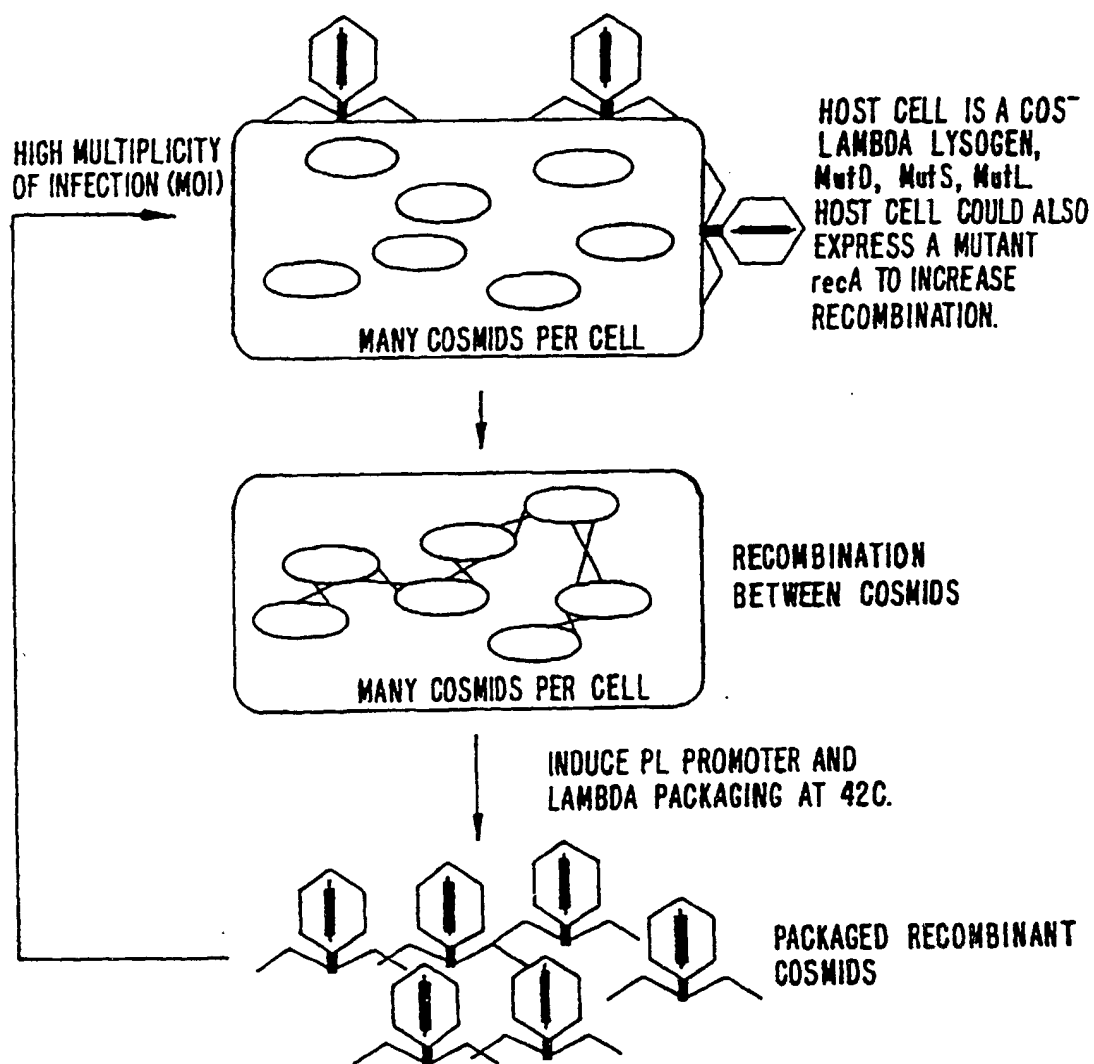 HIGH MULTIPLICITY
OF INFECTION (MOI)
HOST CELL IS A COS⁻
LAMBDA LYSOGEN,
MutD, MutS, MutL.
HOST CELL COULD ALSO
EXPRESS A MUTANT
recA TO INCREASE
RECOMBINATION.
MANY COSMIDS PER CELL
RECOMBINATION
BETWEEN COSMIDS
MANY COSMIDS PER CELL
INDUCE PL PROMOTER AND
LAMBDA PACKAGING AT 42C.
PACKAGED RECOMBINANT
COSMIDS